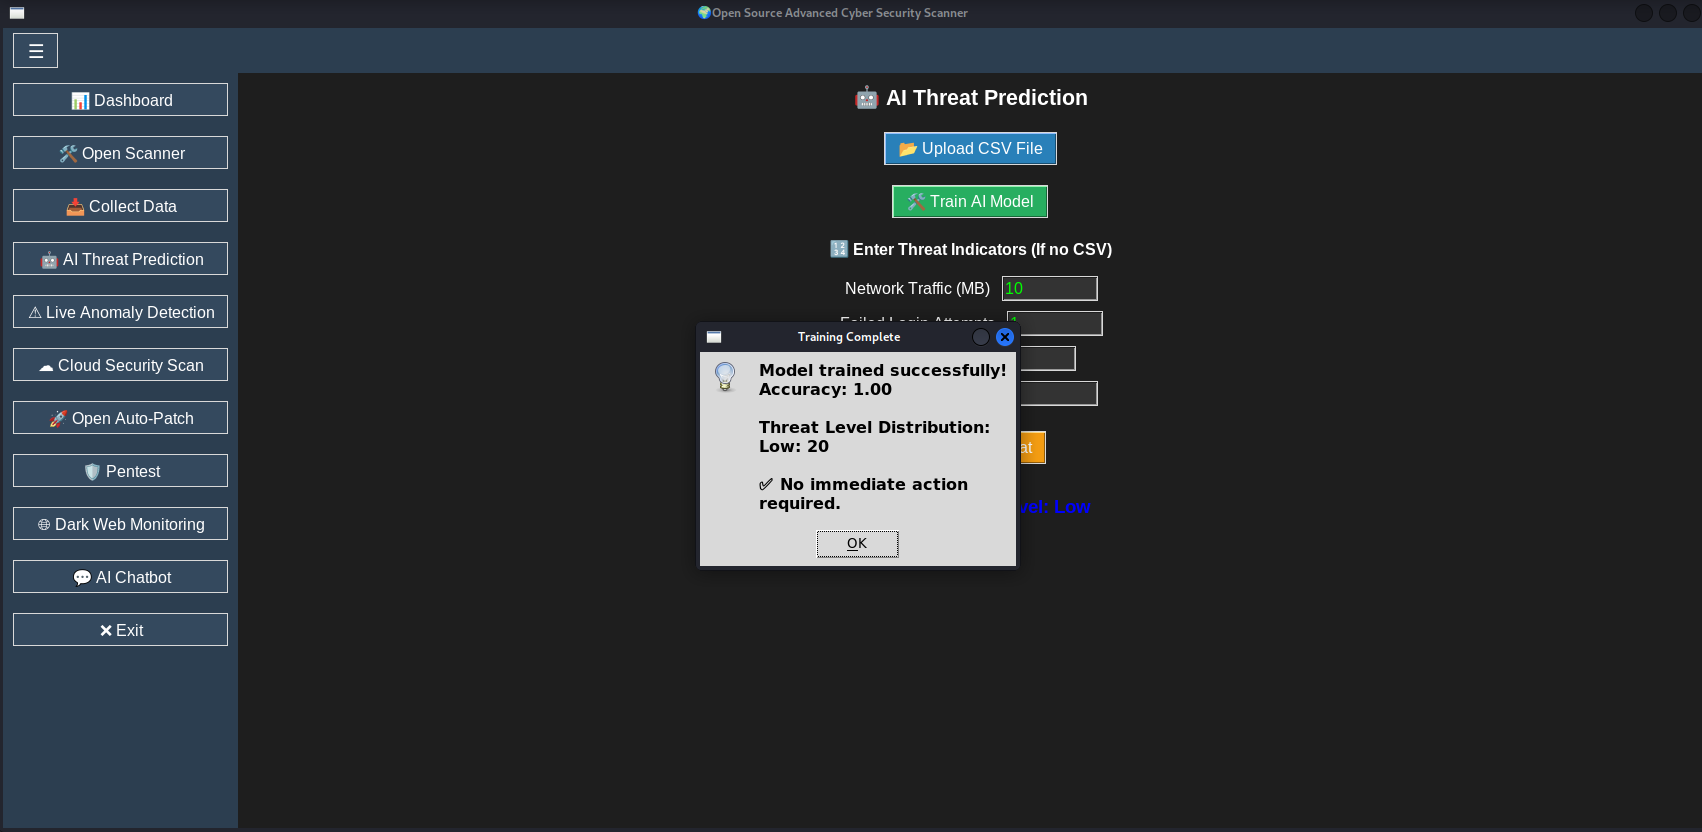 🌍Open Source Advanced Cyber Security Scanner
☰
📊 Dashboard
🛠 Open Scanner
📥 Collect Data
🤖 AI Threat Prediction
⚠ Live Anomaly Detection
☁ Cloud Security Scan
🚀 Open Auto-Patch
🛡 Pentest
🌐 Dark Web Monitoring
💬 AI Chatbot
❌ Exit
🤖 AI Threat Prediction
📂 Upload CSV File
🛠 Train AI Model
🔢 Enter Threat Indicators (If no CSV)
Network Traffic (MB) 10
Failed Login Attempts 1
Training Complete
Model trained successfully!
Accuracy: 1.00
Threat Level Distribution:
Low: 20
✅ No immediate action
required.
OK
Low